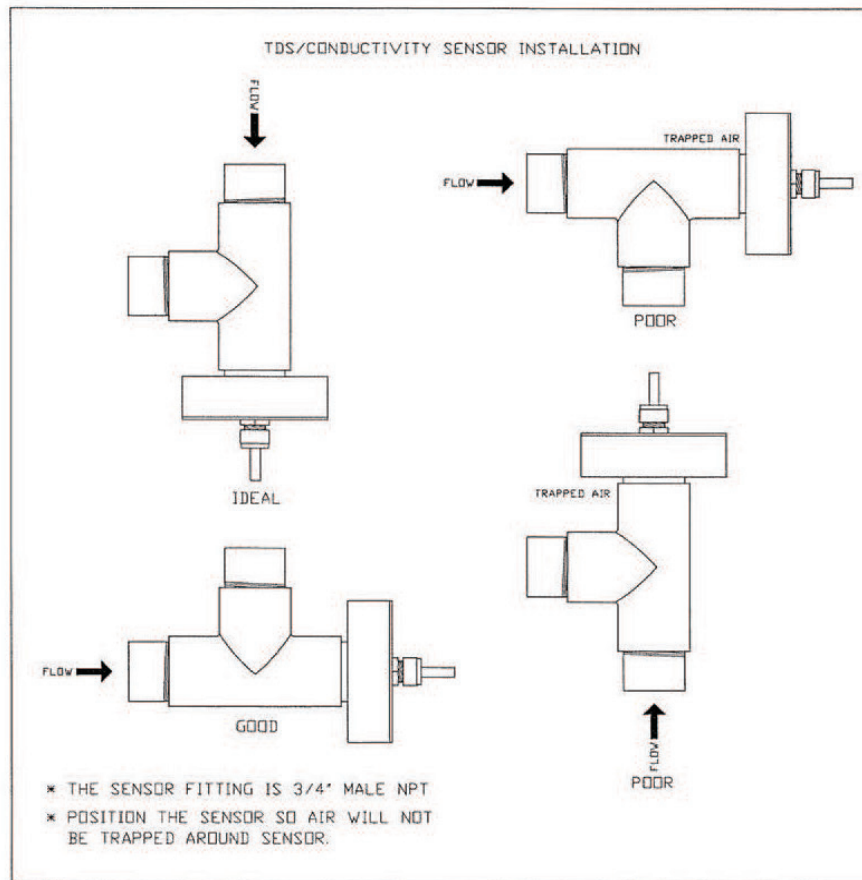 TDS/CONDUCTIVITY SENSOR INSTALLATION
FLOW
TRAPPED AIR
FLOW
POOR
IDEAL
TRAPPED AIR
FLOW
GOOD
FLOW
POOR
* THE SENSOR FITTING IS 3/4" MALE NPT
* POSITION THE SENSOR SO AIR WILL NOT
BE TRAPPED AROUND SENSOR.